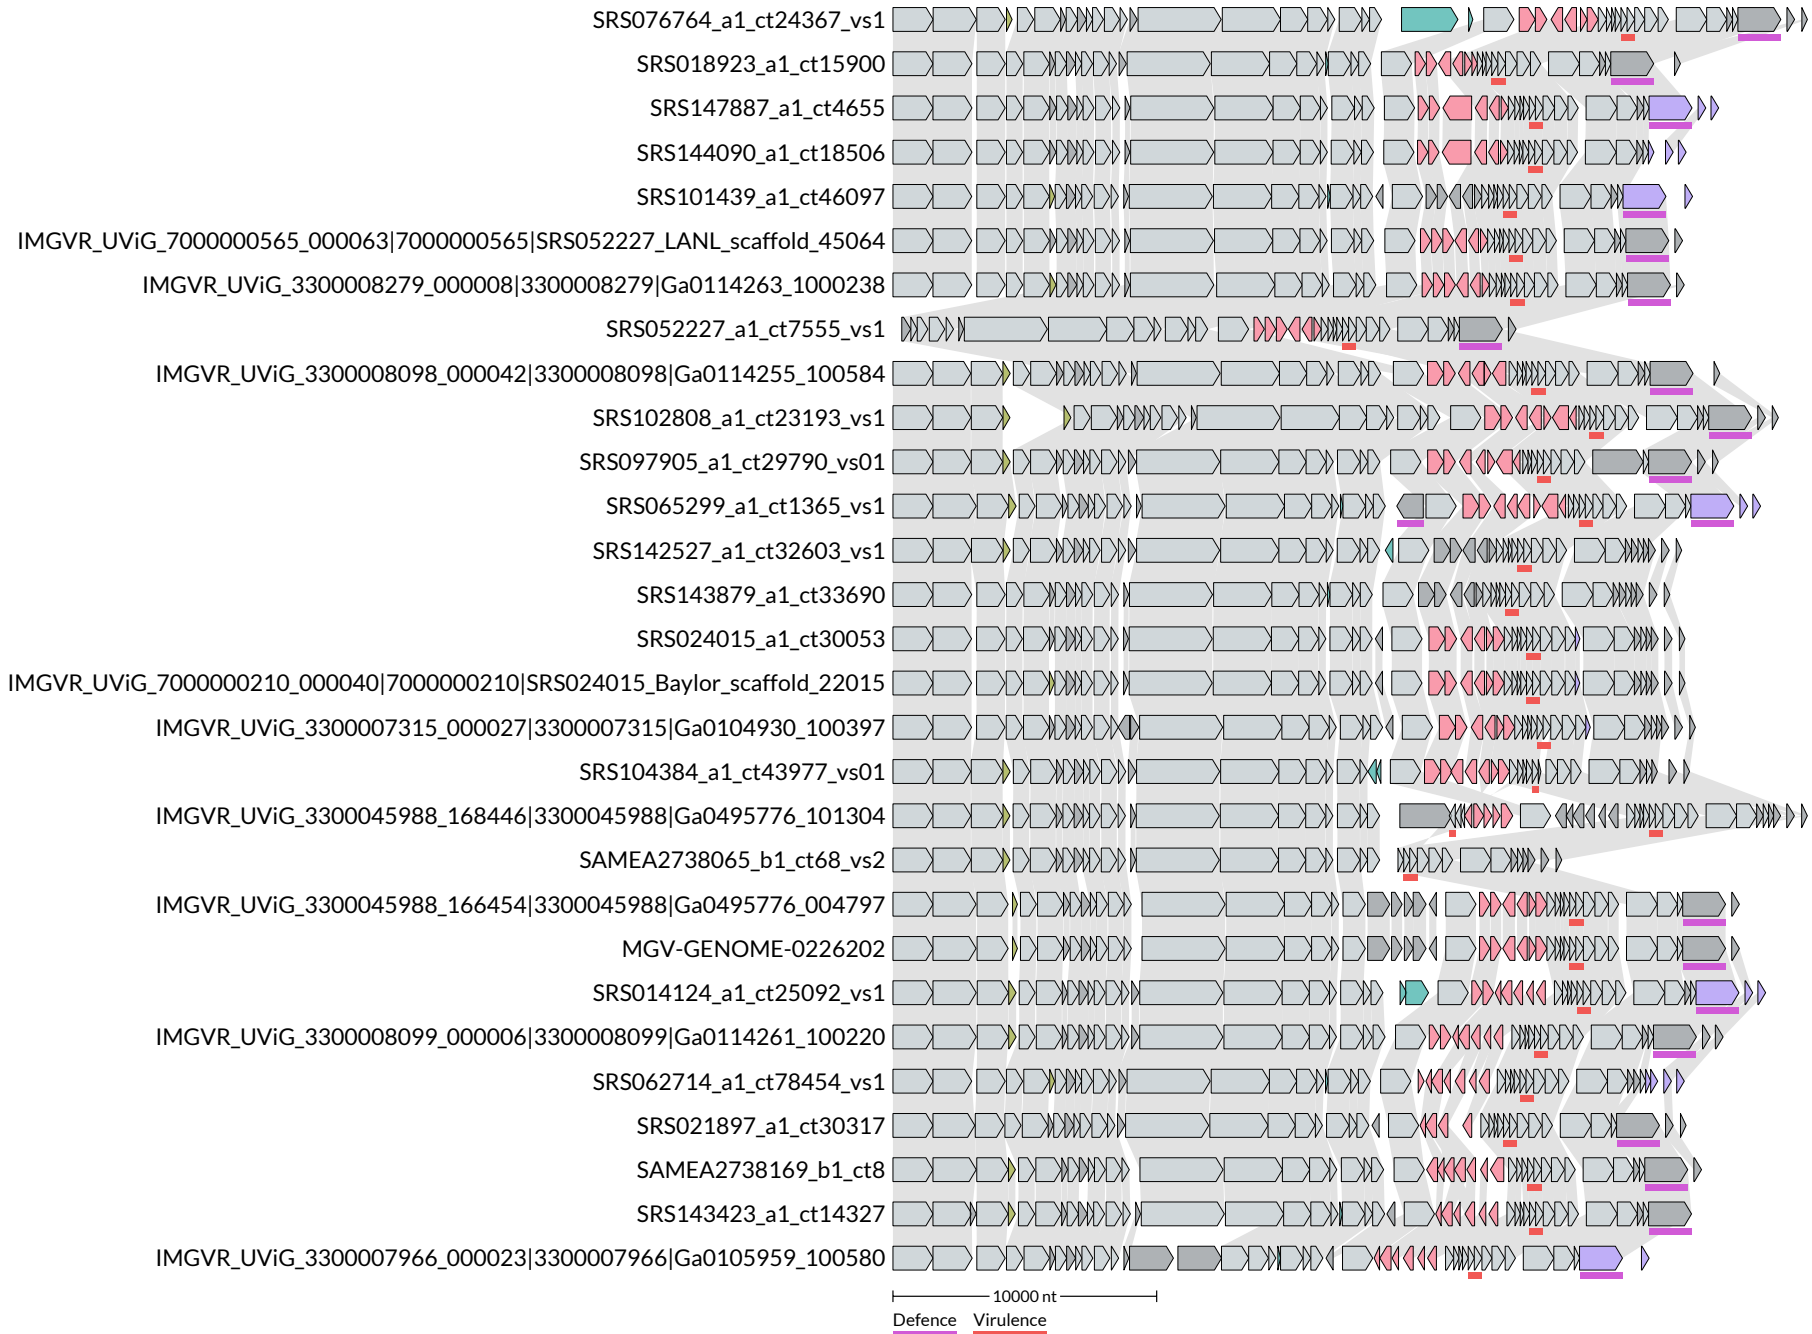 SRS076764_a1_ct24367_vs1
SRS018923_a1_ct15900
SRS147887_a1_ct4655
SRS144090_a1_ct18506
SRS101439_a1_ct46097
IMGVR_UViG_7000000565_000063|7000000565|SRS052227_LANL_scaffold_45064
IMGVR_UViG_3300008279_000008|3300008279|Ga0114263_1000238
SRS052227_a1_ct7555_vs1
IMGVR_UViG_3300008098_000042|3300008098|Ga0114255_100584
SRS102808_a1_ct23193_vs1
SRS097905_a1_ct29790_vs01
SRS065299_a1_ct1365_vs1
SRS142527_a1_ct32603_vs1
SRS143879_a1_ct33690
SRS024015_a1_ct30053
IMGVR_UViG_7000000210_000040|7000000210|SRS024015_Baylor_scaffold_22015
IMGVR_UViG_3300007315_000027|3300007315|Ga0104930_100397
SRS104384_a1_ct43977_vs01
IMGVR_UViG_3300045988_168446|3300045988|Ga0495776_101304
SAMEA2738065_b1_ct68_vs2
IMGVR_UViG_3300045988_166454|3300045988|Ga0495776_004797
MGV-GENOME-0226202
SRS014124_a1_ct25092_vs1
IMGVR_UViG_3300008099_000006|3300008099|Ga0114261_100220
SRS062714_a1_ct78454_vs1
SRS021897_a1_ct30317
SAMEA2738169_b1_ct8
SRS143423_a1_ct14327
IMGVR_UViG_3300007966_000023|3300007966|Ga0105959_100580
10000 nt
Defence Virulence